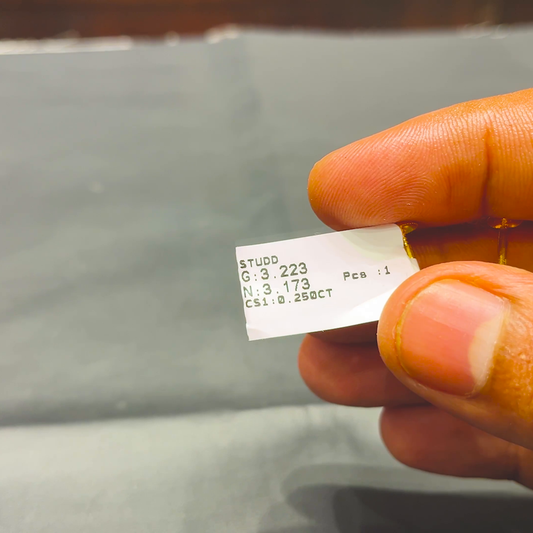 STUDD
G:3.223
N:3.173 Pcs :1
CS1:0.250CT